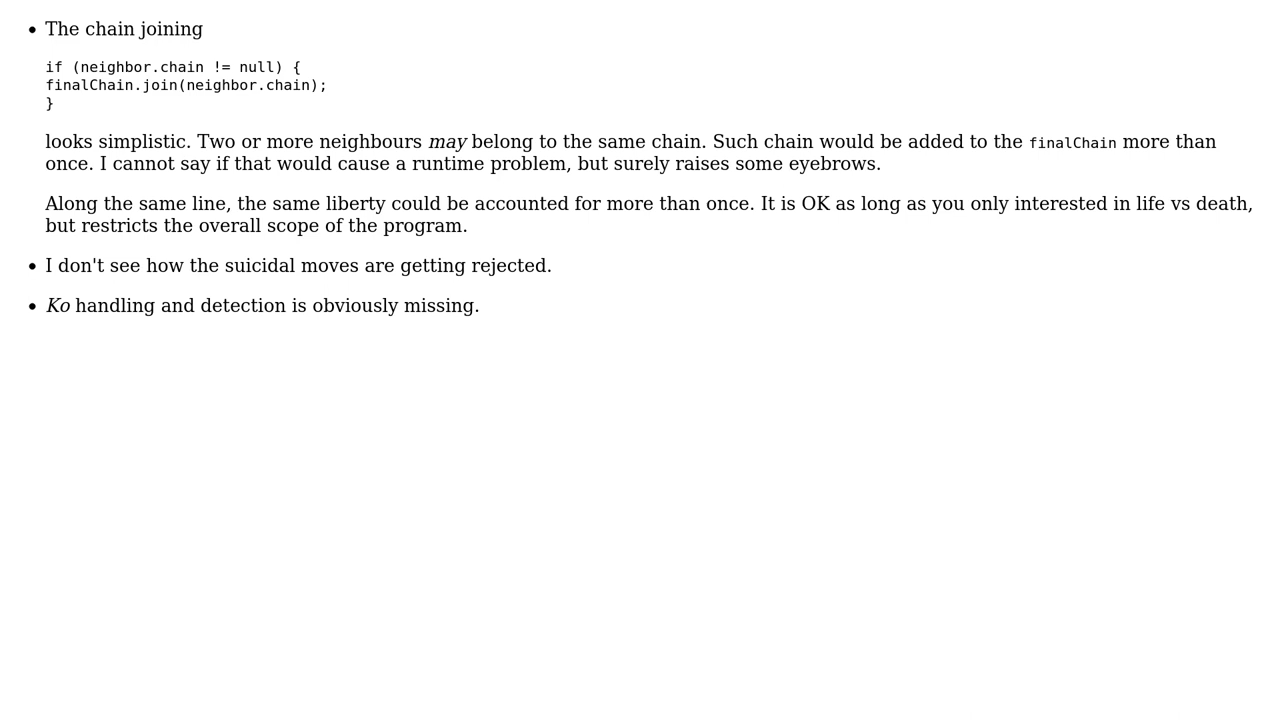 • The chain joining
if (neighbor.chain != null) {
finalChain.join(neighbor.chain);
}
looks simplistic. Two or more neighbours may belong to the same chain. Such chain would be added to the finalChain more than
once. I cannot say if that would cause a runtime problem, but surely raises some eyebrows.
Along the same line, the same liberty could be accounted for more than once. It is OK as long as you only interested in life vs death,
but restricts the overall scope of the program.
• I don't see how the suicidal moves are getting rejected.
• Ko handling and detection is obviously missing.